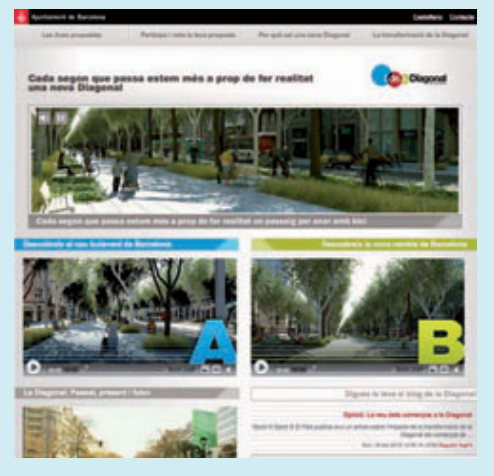 Ajuntament de Barcelona
Castellano Contacte
Les dues propostes
Participa i vota la teva proposta
Per què cal una nova Diagonal
La transformació de la Diagonal
Cada segon que passa estem més a prop de fer realitat
una nova Diagonal
Diagonal
Cada segon que passa estem més a prop de fer realitat un passeig per anar amb bici
Descobreix el nou bulevard de Barcelona
Descobreix la nova rambla de Barcelona
A
B
La Diagonal. Passat, present i futur
Digues la teva al blog de la Diagonal
Opinió: La veu dels
a la Diagonal